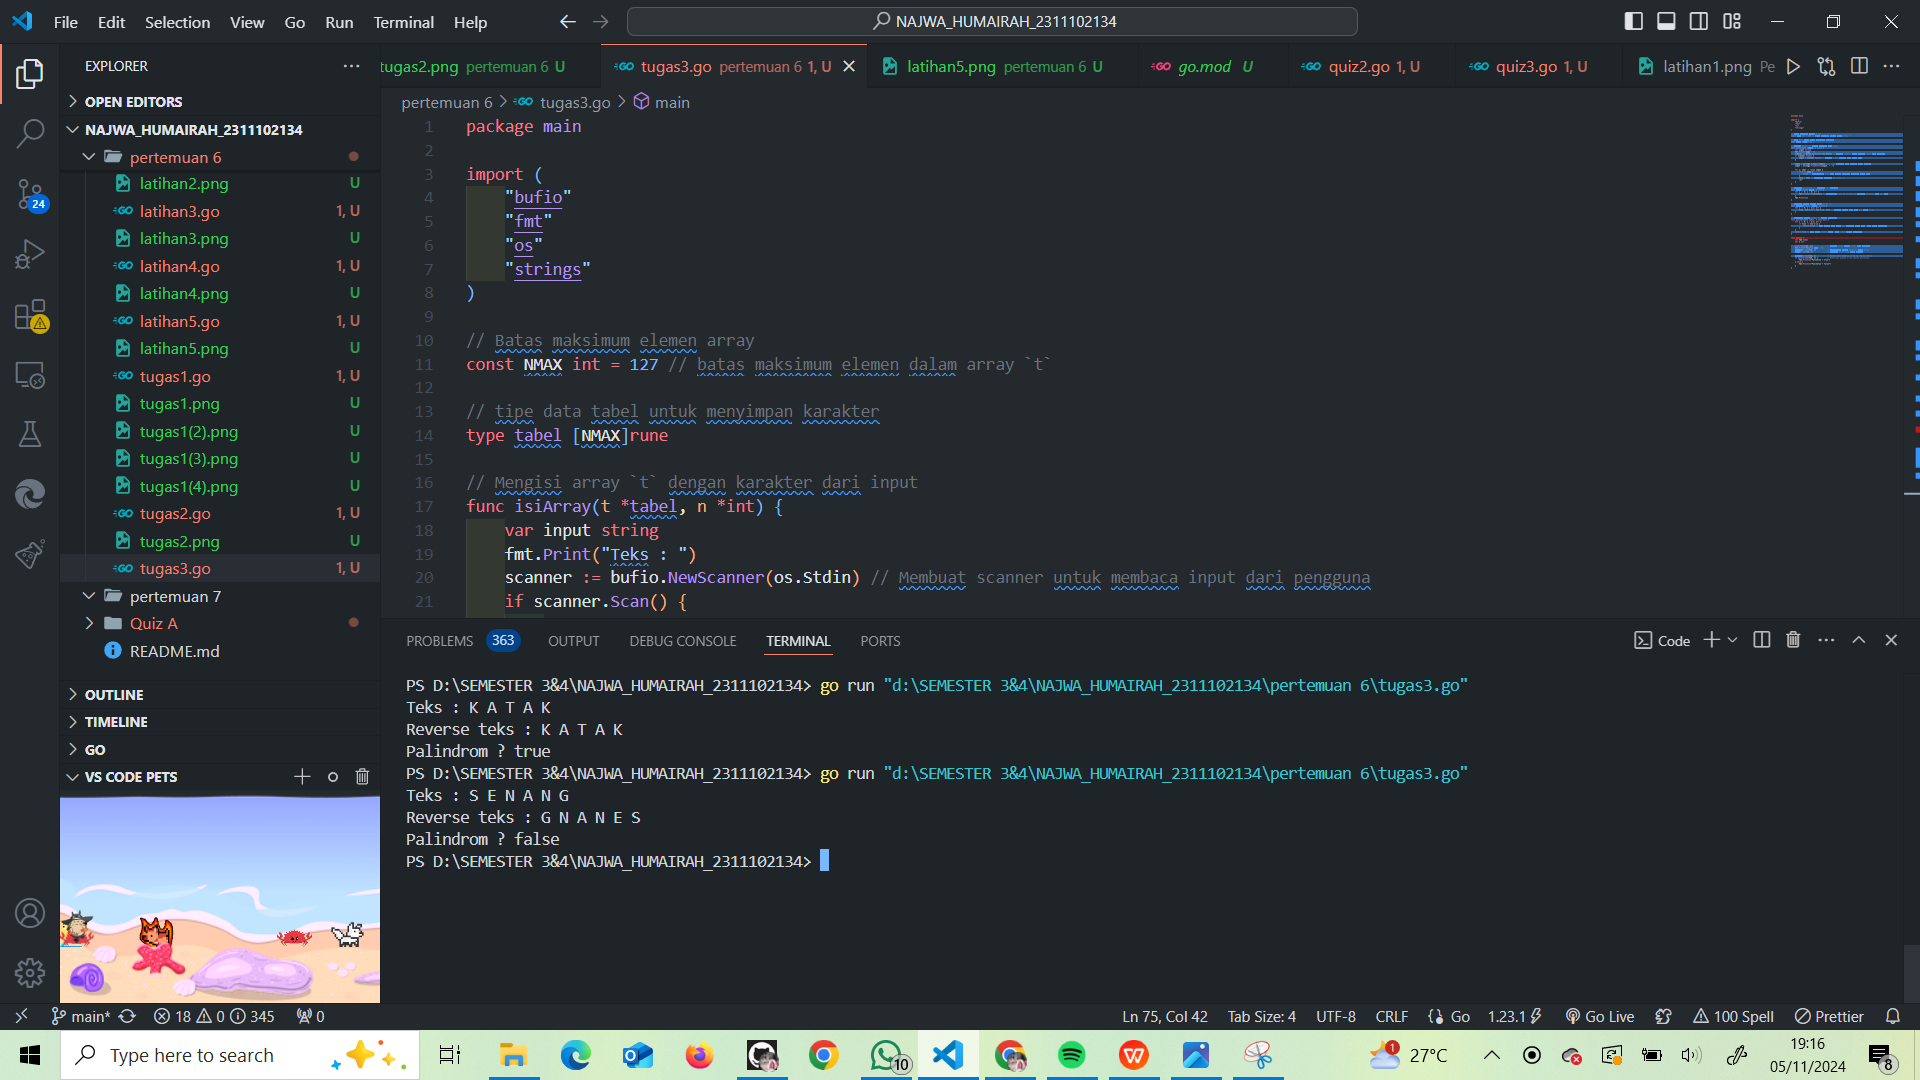 File Edit Selection View Go Run Terminal Help
NAJWA_HUMAIRAH_2311102134
EXPLORER
OPEN EDITORS
NAJWA_HUMAIRAH_2311102134
pertemuan 6
latihan2.png U
latihan3.go 1, U
latihan3.png U
latihan4.go 1, U
latihan4.png U
latihan5.go 1, U
latihan5.png U
tugas1.go 1, U
tugas1.png U
tugas1(2).png U
tugas1(3).png U
tugas1(4).png U
tugas2.go 1, U
tugas2.png U
tugas3.go 1, U
pertemuan 7
Quiz A
README.md
OUTLINE
TIMELINE
GO
VS CODE PETS
24
tugas2.png pertemuan 6 U
tugas3.go pertemuan 6 1, U
latihan5.png pertemuan 6 U
go.mod U
quiz2.go 1, U
quiz3.go 1, U
latihan1.png Pe
pertemuan 6 > tugas3.go > main
1 package main
2
3 import (
4 "bufio"
5 "fmt"
6 "os"
7 "strings"
8 )
9
10 // Batas maksimum elemen array
11 const NMAX int = 127 // batas maksimum elemen dalam array `t`
12
13 // tipe data tabel untuk menyimpan karakter
14 type tabel [NMAX]rune
15
16 // Mengisi array `t` dengan karakter dari input
17 func isiArray(t *tabel, n *int) {
18 var input string
19 fmt.Print("Teks : ")
20 scanner := bufio.NewScanner(os.Stdin) // Membuat scanner untuk membaca input dari pengguna
21 if scanner.Scan() {
PROBLEMS 363 OUTPUT DEBUG CONSOLE TERMINAL PORTS
Code
PS D:\SEMESTER 3&4\NAJWA_HUMAIRAH_2311102134> go run "d:\SEMESTER 3&4\NAJWA_HUMAIRAH_2311102134\pertemuan 6\tugas3.go"
Teks : K A T A K
Reverse teks : K A T A K
Palindrom ? true
PS D:\SEMESTER 3&4\NAJWA_HUMAIRAH_2311102134> go run "d:\SEMESTER 3&4\NAJWA_HUMAIRAH_2311102134\pertemuan 6\tugas3.go"
Teks : S E N A N G
Reverse teks : G N A N E S
Palindrom ? false
PS D:\SEMESTER 3&4\NAJWA_HUMAIRAH_2311102134>
main* 18 0 345 0
Ln 75, Col 42 Tab Size: 4 UTF-8 CRLF Go 1.23.1 Go Live 100 Spell Prettier
Type here to search
10
1
27°C
19:16
05/11/2024
8